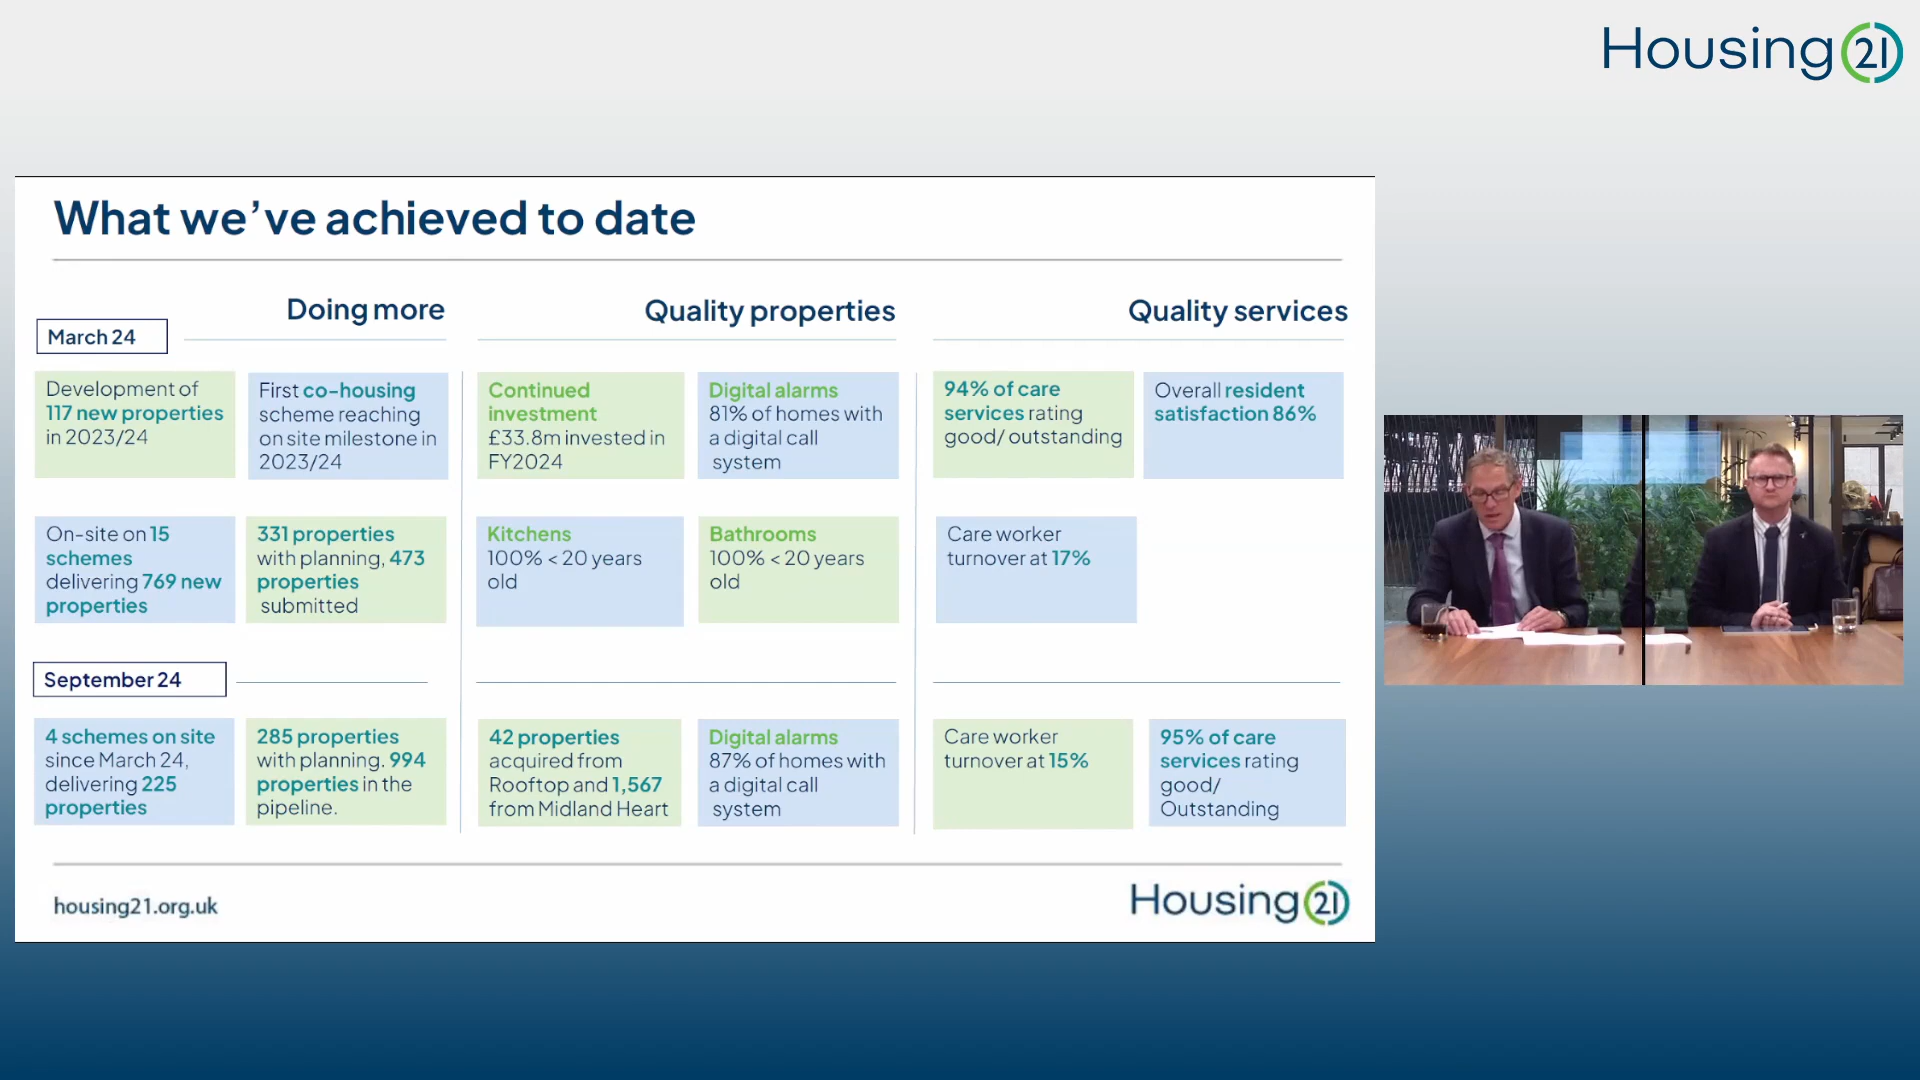 Housing 21
What we've achieved to date
Doing more
Quality properties
Quality services
March 24
Development of
117 new properties
in 2023/24
First co-housing
scheme reaching
on site milestone in
2023/24
Continued
investment
£33.8m invested in
FY2024
Digital alarms
81% of homes with
a digital call
system
94% of care
services rating
good/ outstanding
Overall resident
satisfaction 86%
On-site on 15
schemes
delivering 769 new
properties
331 properties
with planning, 473
properties
submitted
Kitchens
100% < 20 years
old
Bathrooms
100% < 20 years
old
Care worker
turnover at 17%
September 24
4 schemes on site
since March 24,
delivering 225
properties
285 properties
with planning. 994
properties in the
pipeline.
42 properties
acquired from
Rooftop and 1,567
from Midland Heart
Digital alarms
87% of homes with
a digital call
system
Care worker
turnover at 15%
95% of care
services rating
good/
Outstanding
housing21.org.uk
Housing 21